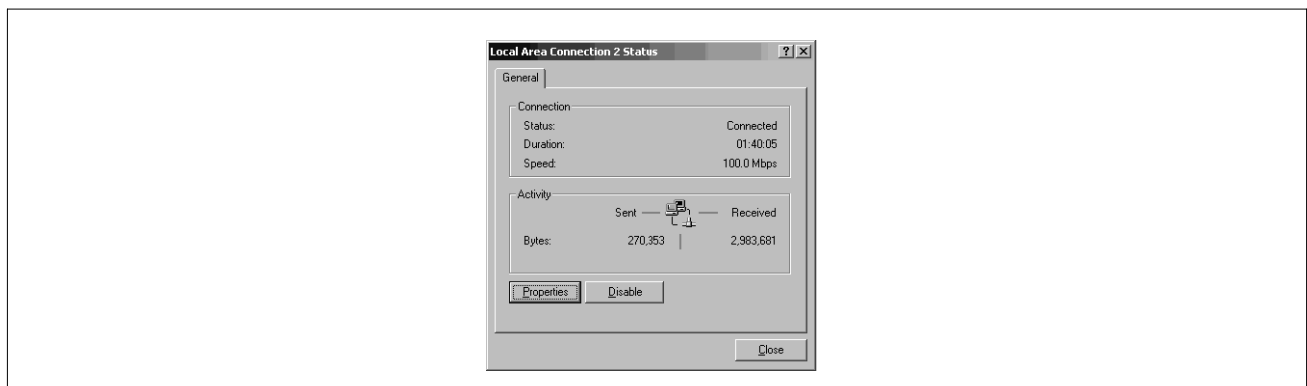 Local Area Connection 2 Status
General
Connection
Status: Connected
Duration: 01:40:05
Speed: 100.0 Mbps
Activity
Sent Received
Bytes: 270,353 2,983,681
Properties Disable
Close